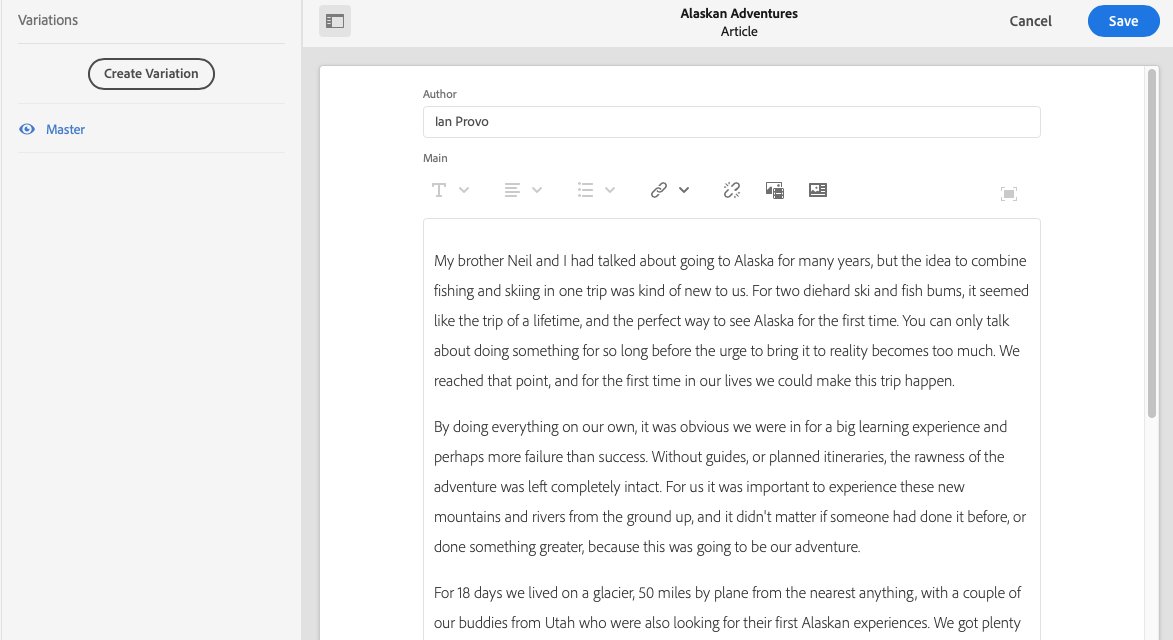 Variations
Create Variation
Master
Alaskan Adventures
Article
Cancel
Save
Author
Ian Provo
Main
My brother Neil and I had talked about going to Alaska for many years, but the idea to combine
fishing and skiing in one trip was kind of new to us. For two diehard ski and fish bums, it seemed
like the trip of a lifetime, and the perfect way to see Alaska for the first time. You can only talk
about doing something for so long before the urge to bring it to reality becomes too much. We
reached that point, and for the first time in our lives we could make this trip happen.
By doing everything on our own, it was obvious we were in for a big learning experience and
perhaps more failure than success. Without guides, or planned itineraries, the rawness of the
adventure was left completely intact. For us it was important to experience these new
mountains and rivers from the ground up, and it didn't matter if someone had done it before, or
done something greater, because this was going to be our adventure.
For 18 days we lived on a glacier, 50 miles by plane from the nearest anything, with a couple of
our buddies from Utah who were also looking for their first Alaskan experiences. We got plenty